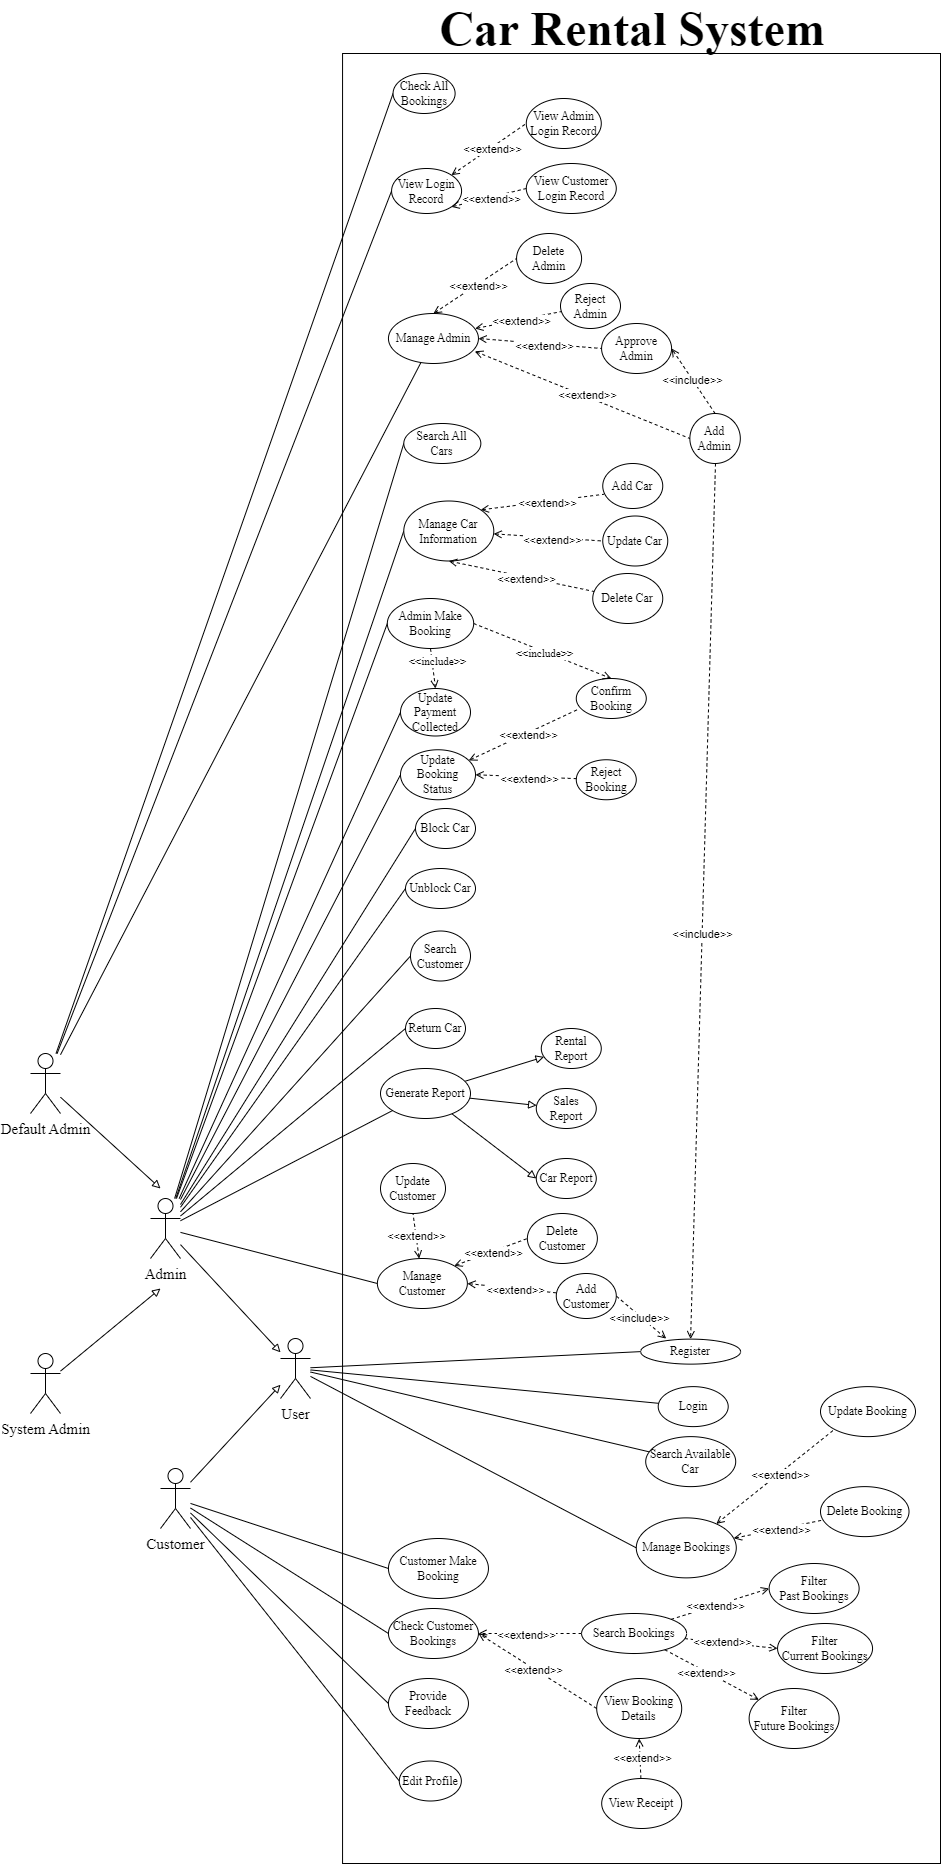 Car Rental System
Check All
Bookings
View Admin
Login Record
<<extend>>
View Login
Record
View Customer
Login Record
<<extend>>
Delete
Admin
<<extend>>
Reject
Admin
<<extend>>
Manage Admin
Approve
Admin
<<extend>>
<<include>>
<<extend>>
Add
Admin
Search All
Cars
Add Car
<<extend>>
Manage Car
Information
Update Car
<<extend>>
<<extend>>
Delete Car
Admin Make
Booking
<<include>>
<<include>>
Confirm
Booking
Update
Payment
Collected
<<extend>>
Update
Booking
Status
<<extend>>
Reject
Booking
Block Car
Unblock Car
<<include>>
Search
Customer
Return Car
Rental
Report
Generate Report
Sales
Report
Default Admin
Car Report
Update
Customer
<<extend>>
Delete
Customer
<<extend>>
Admin
Manage
Customer
<<extend>>
Add
Customer
<<include>>
Register
User
Login
Update Booking
System Admin
Search Available
Car
<<extend>>
Delete Booking
<<extend>>
Customer
Manage Bookings
Customer Make
Booking
Filter
Past Bookings
<<extend>>
Check Customer
Bookings
<<extend>>
Search Bookings
<<extend>>
Filter
Current Bookings
<<extend>>
<<extend>>
Provide
Feedback
View Booking
Details
Filter
Future Bookings
<<extend>>
Edit Profile
View Receipt